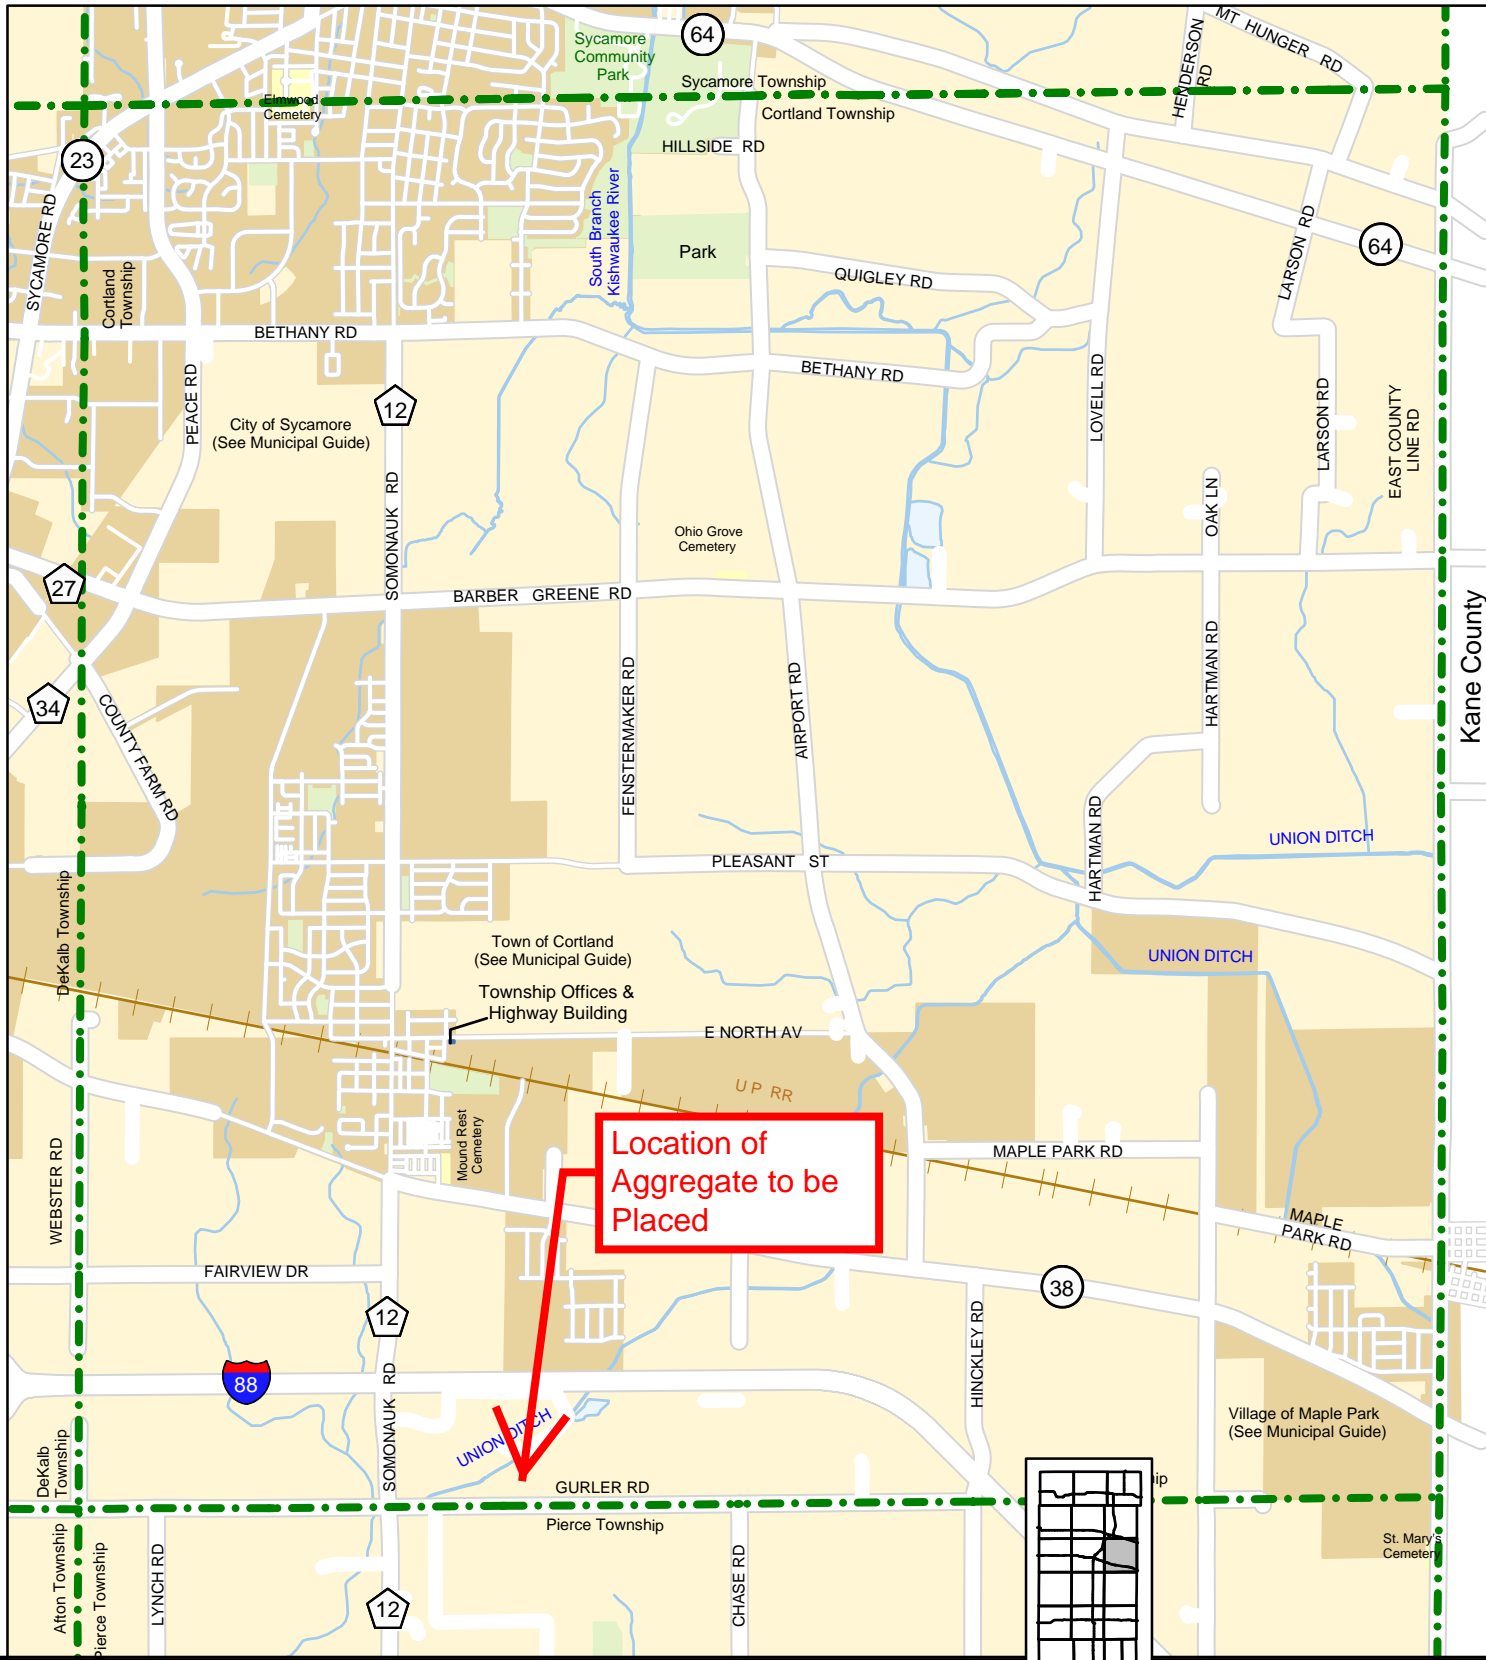 64
Sycamore
Community
Park
Sycamore Township
Cortland Township
HENDERSON
RD
MT HUNGER RD
Elmwood
Cemetery
HILLSIDE RD
23
SYCAMORE RD
Cortland
Township
South Branch
Kishwaukee River
Park
QUIGLEY RD
LARSON RD
64
BETHANY RD
BETHANY RD
PEACE RD
12
City of Sycamore
(See Municipal Guide)
LOVELL RD
LARSON RD
EAST COUNTY
LINE RD
SOMONAUK RD
OAK LN
Ohio Grove
Cemetery
27
BARBER GREENE RD
Kane County
34
COUNTY FARM RD
FENSTERMAKER RD
AIRPORT RD
HARTMAN RD
HARTMAN RD
UNION DITCH
PLEASANT ST
DeKalb Township
Town of Cortland
(See Municipal Guide)
UNION DITCH
Township Offices &
Highway Building
E NORTH AV
U P RR
Mound Rest
Cemetery
Location of
Aggregate to be
Placed
MAPLE PARK RD
WEBSTER RD
MAPLE
PARK RD
FAIRVIEW DR
38
12
HINCKLEY RD
88
SOMONAUK RD
UNION DITCH
Village of Maple Park
(See Municipal Guide)
DeKalb
Township
GURLER RD
ip
Pierce Township
Afton Township
Pierce Township
LYNCH RD
12
CHASE RD
St. Mary's
Cemetery